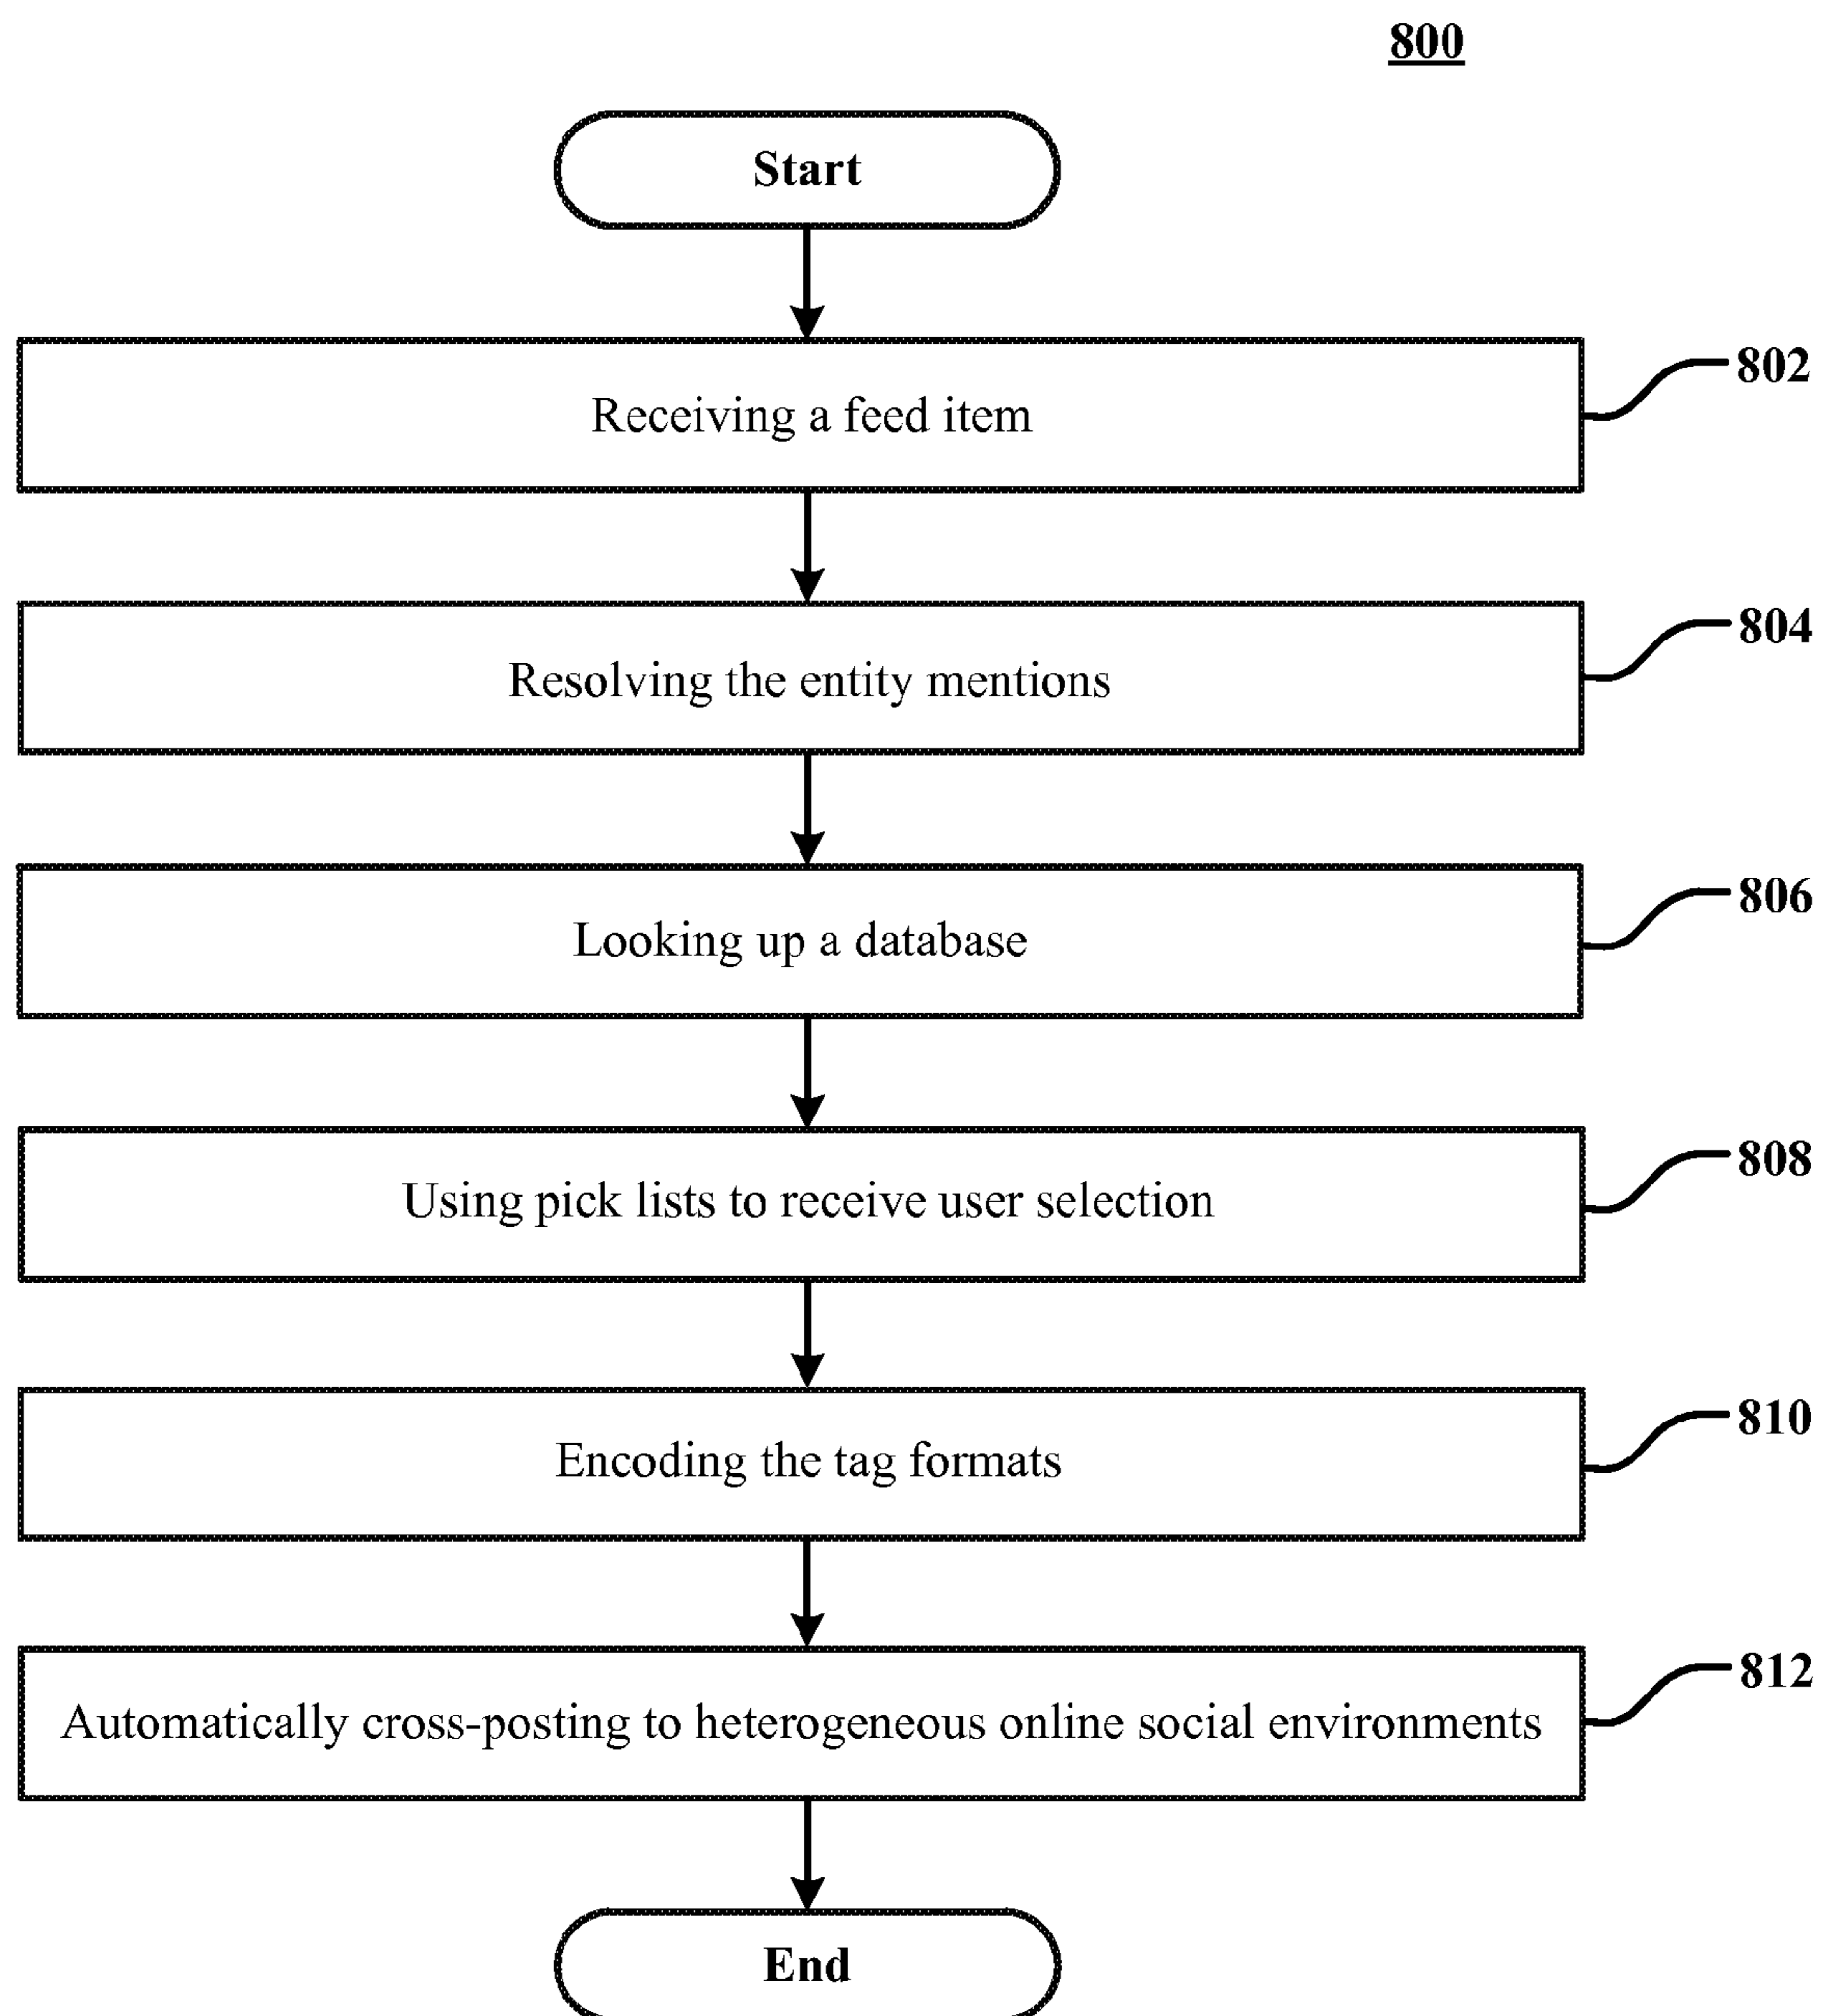 800
Start
Receiving a feed item
802
Resolving the entity mentions
804
Looking up a database
806
Using pick lists to receive user selection
808
Encoding the tag formats
810
Automatically cross-posting to heterogeneous online social environments
812
End